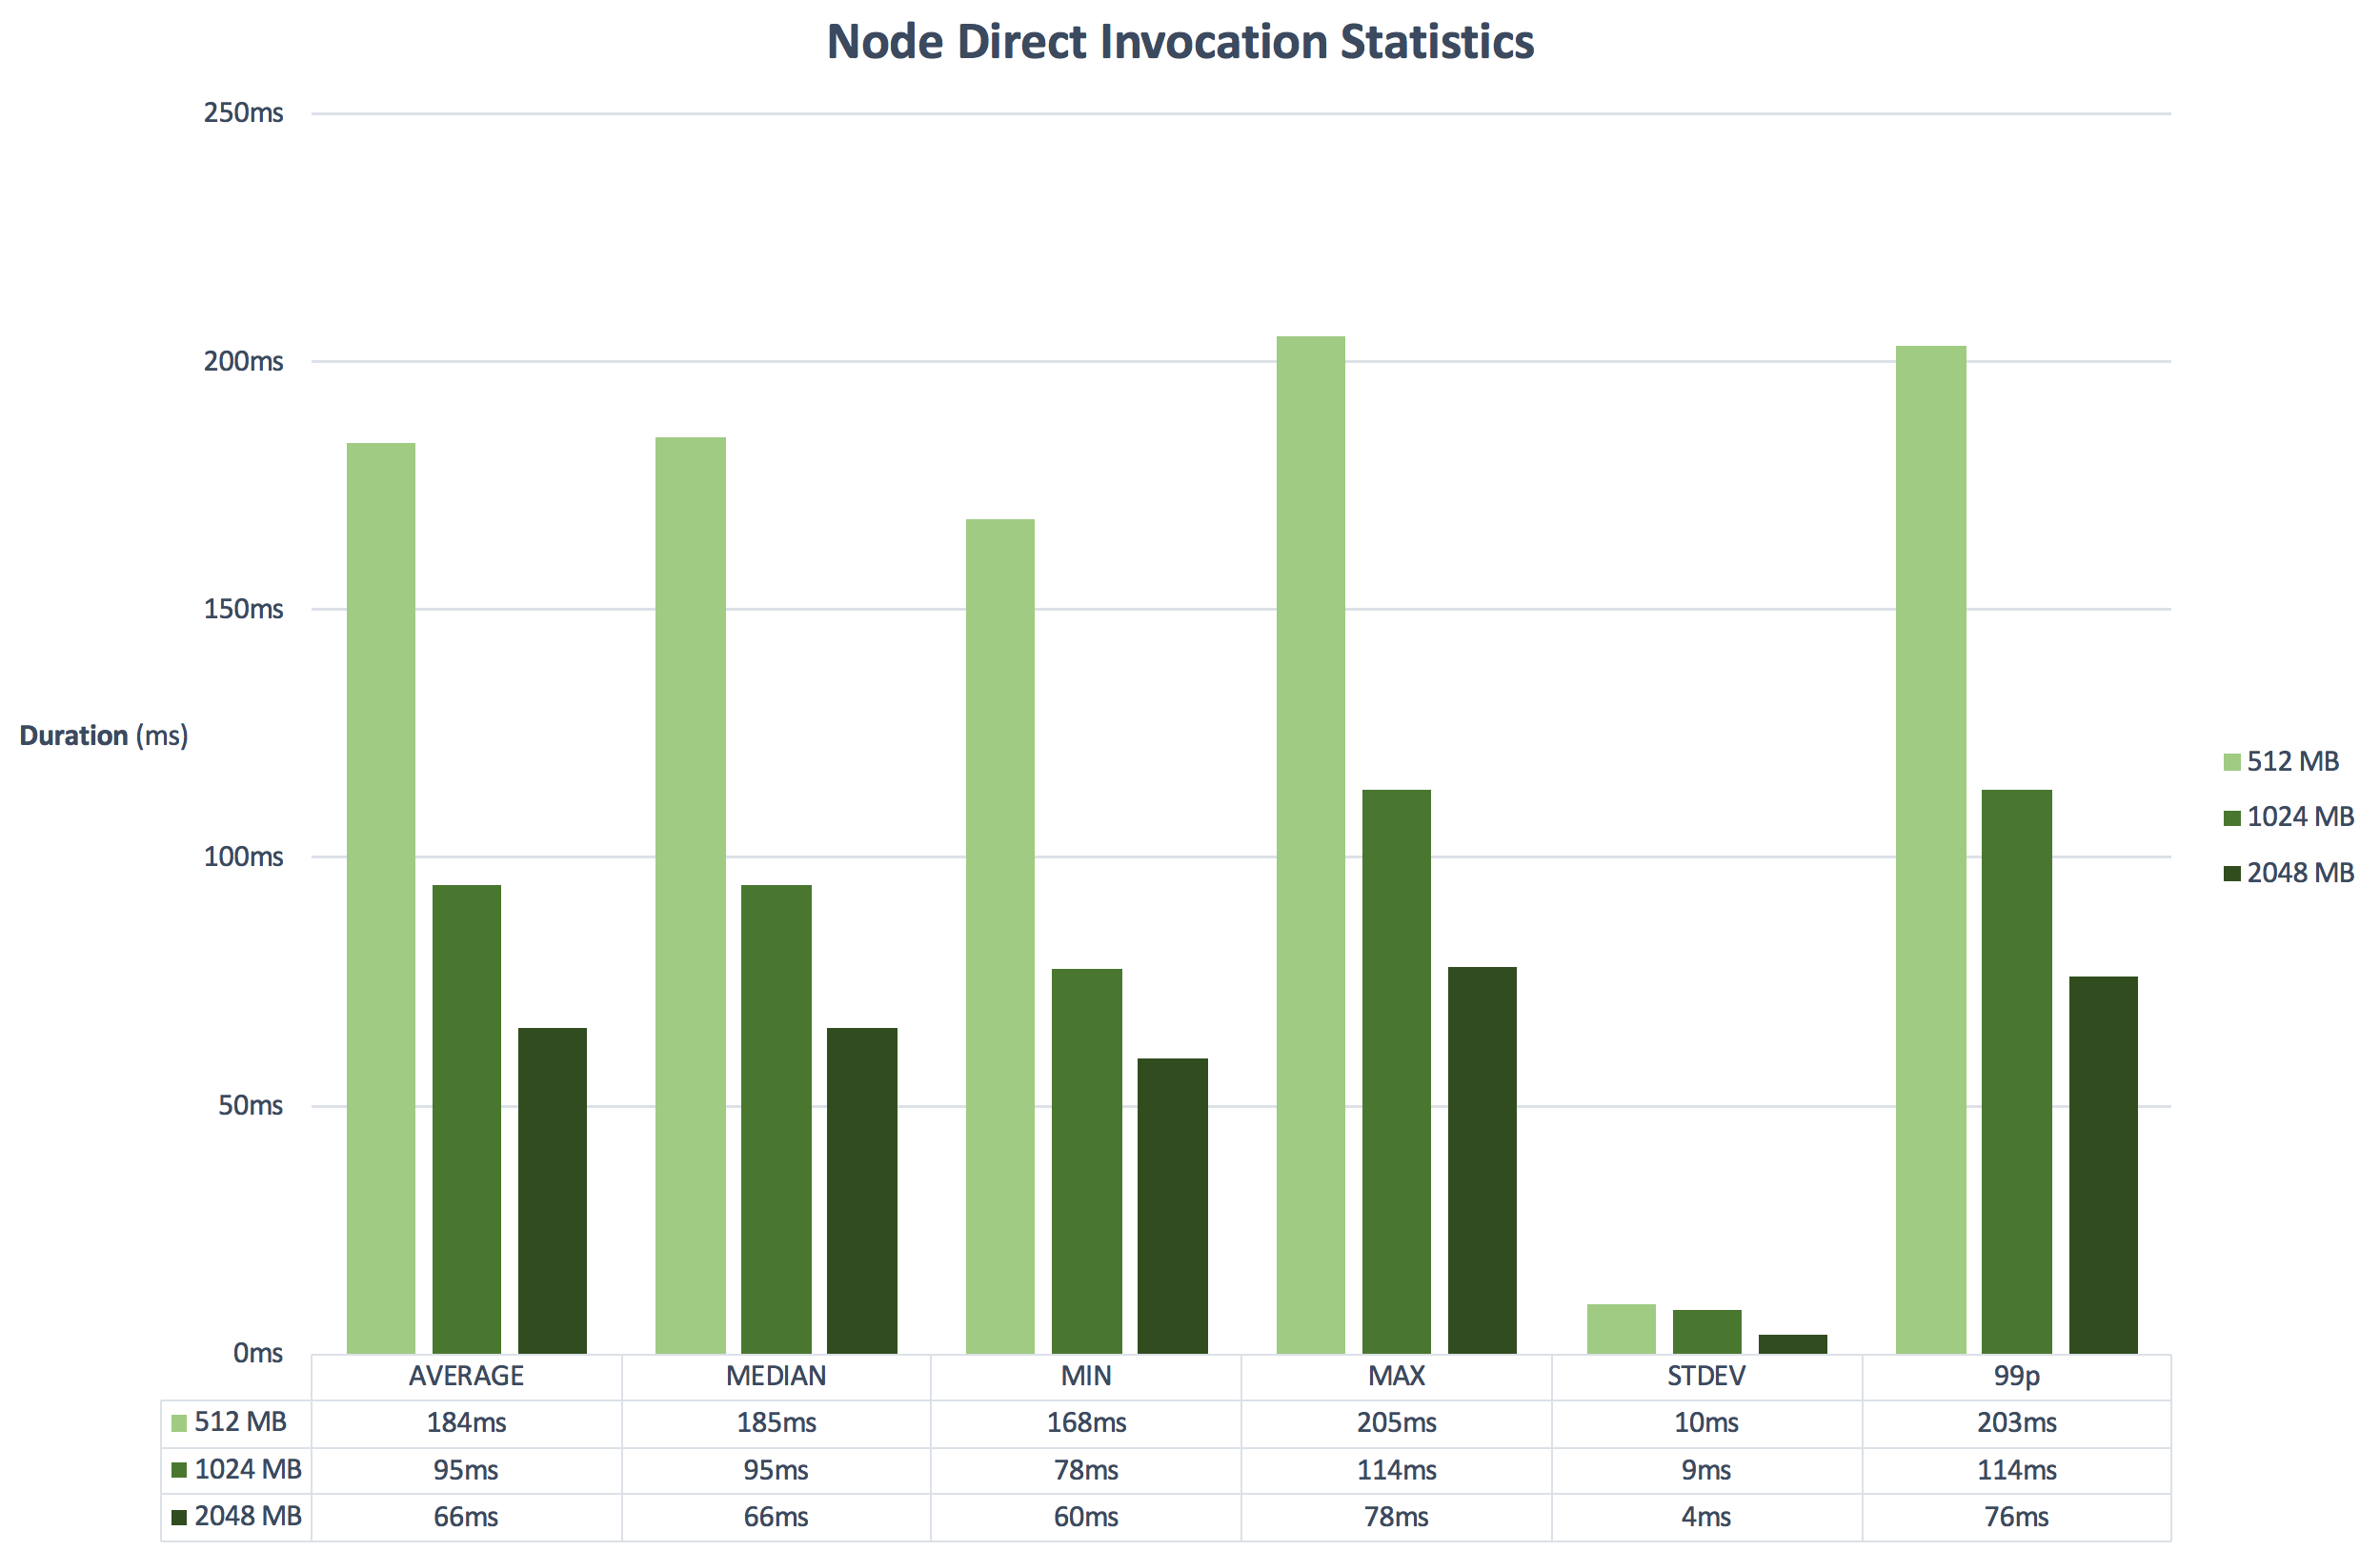 Node Direct Invocation Statistics
250ms
200ms
150ms
100ms
50ms
0ms
Duration (ms)
512 MB
1024 MB
2048 MB
AVERAGE MEDIAN MIN MAX STDEV 99p
512 MB 184ms 185ms 168ms 205ms 10ms 203ms
1024 MB 95ms 95ms 78ms 114ms 9ms 114ms
2048 MB 66ms 66ms 60ms 78ms 4ms 76ms